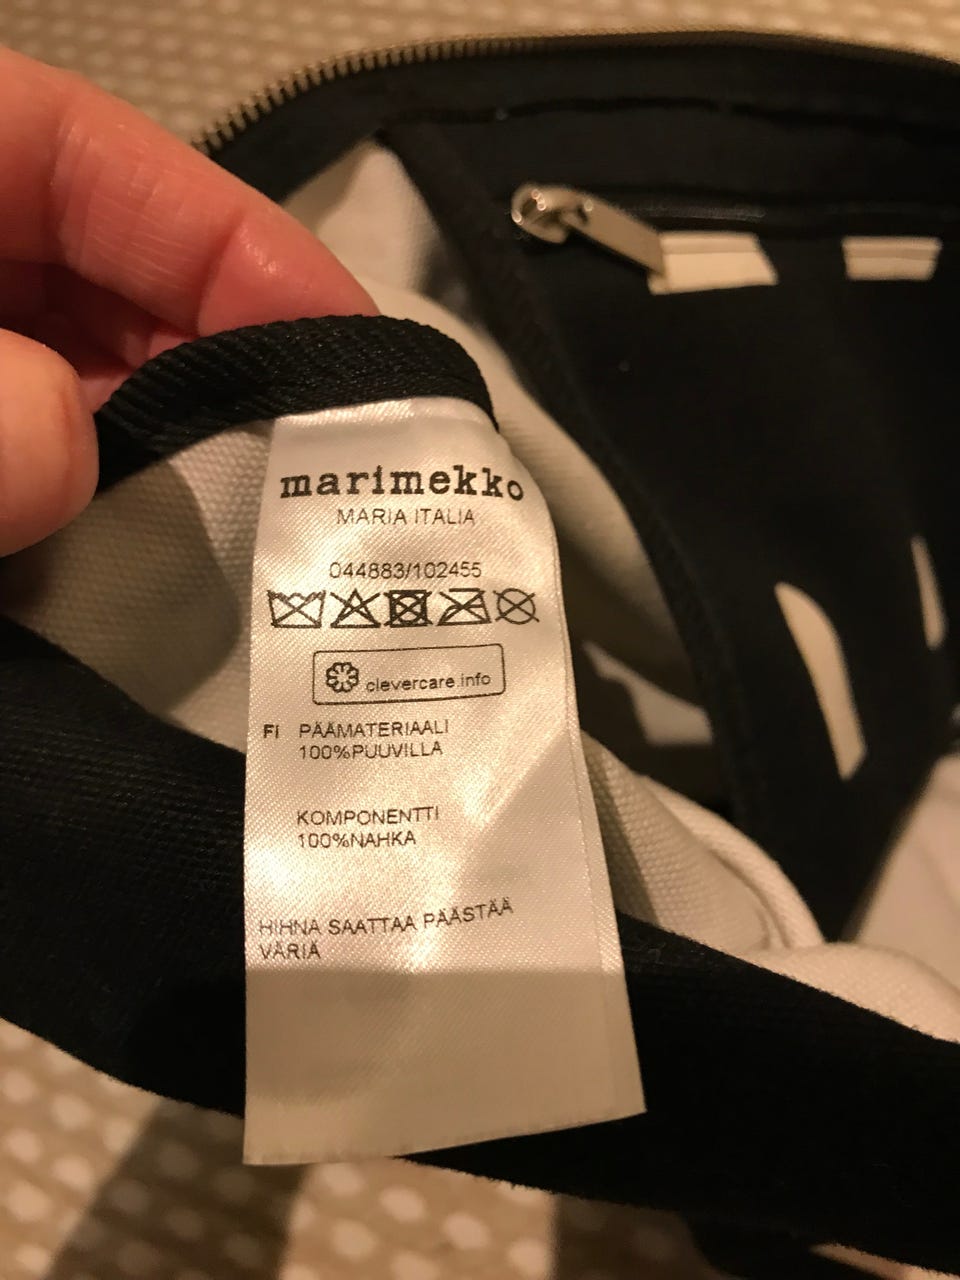 marimekko
MARIA ITALIA
044883/102455
clevercare.info
FI PÄÄMATERIAALI
100%PUUVILLA
KOMPONENTTI
100%NAHKA
HIHNA SAATTAA PÄÄSTÄÄ
VÄRIÄ